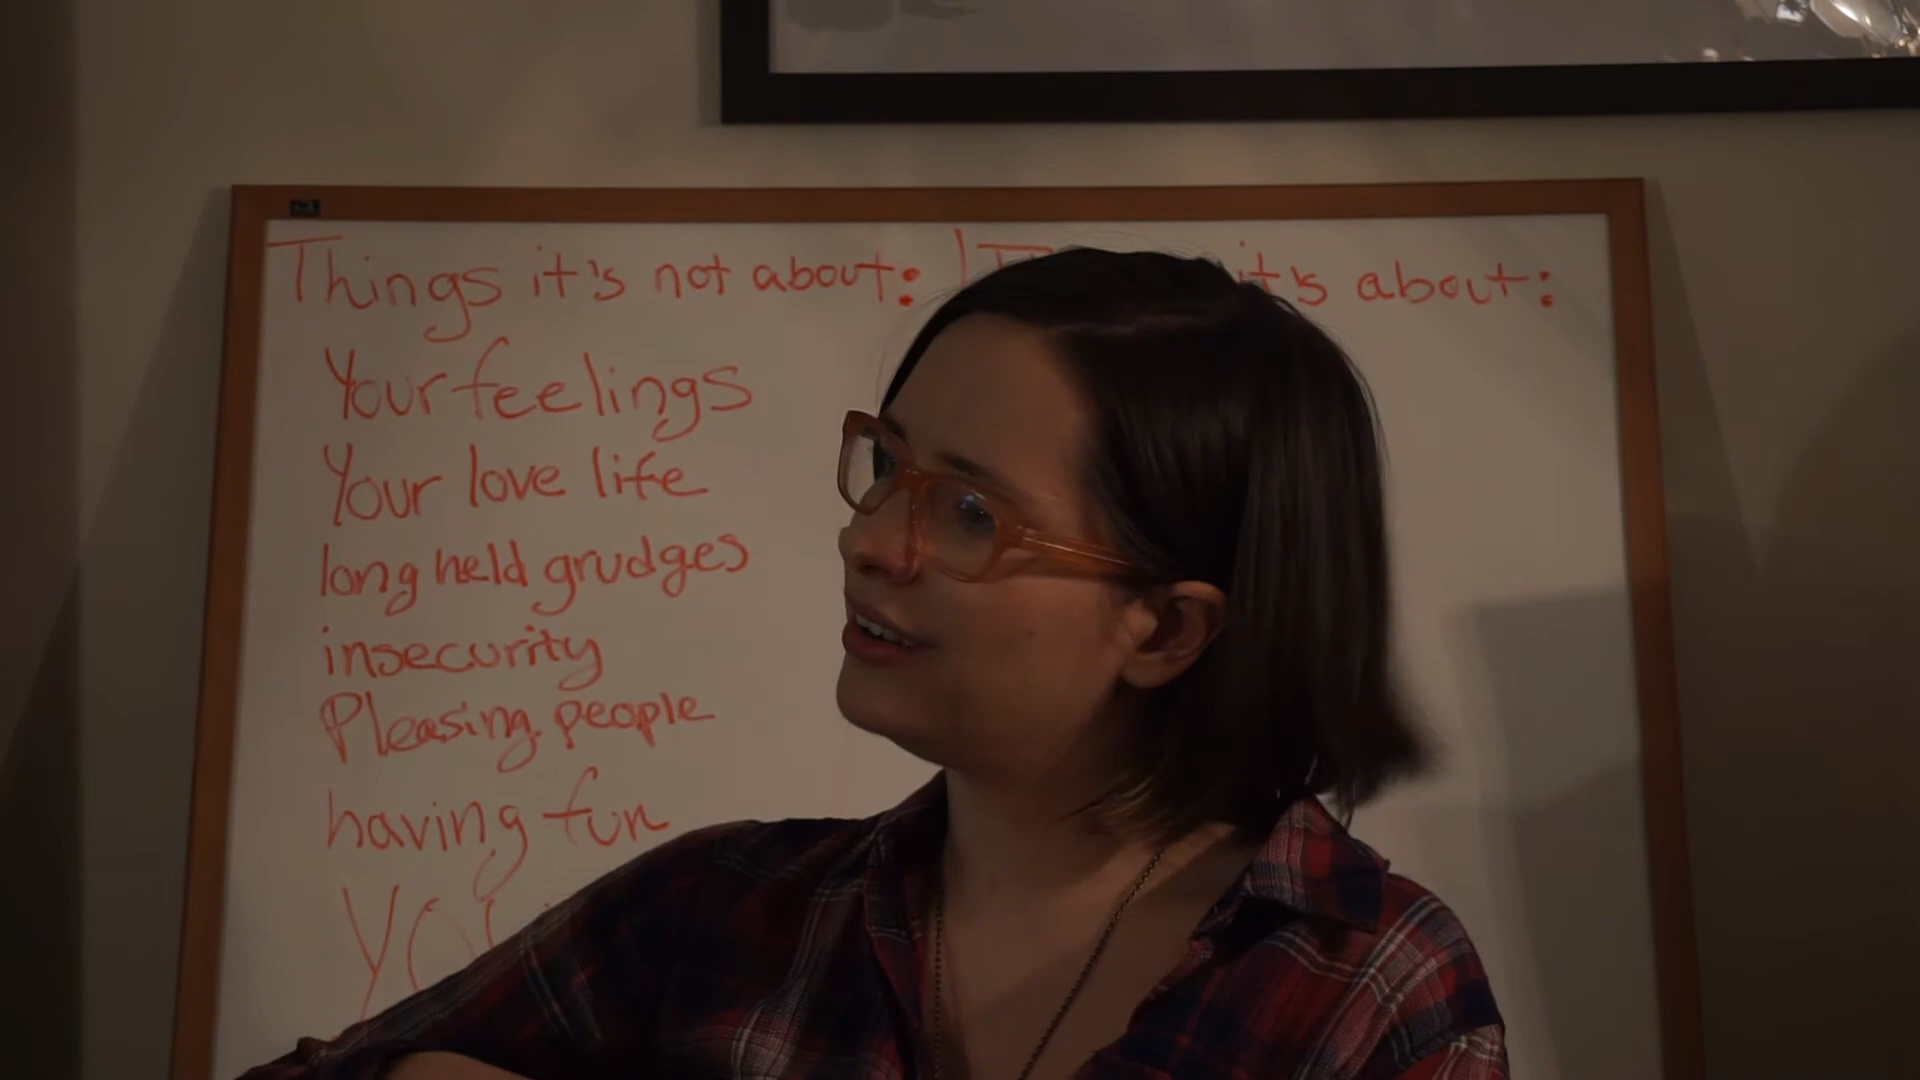 Things it's not about:
it's about:
Your feelings
Your love life
long held grudges
insecurity
Pleasing people
having fun